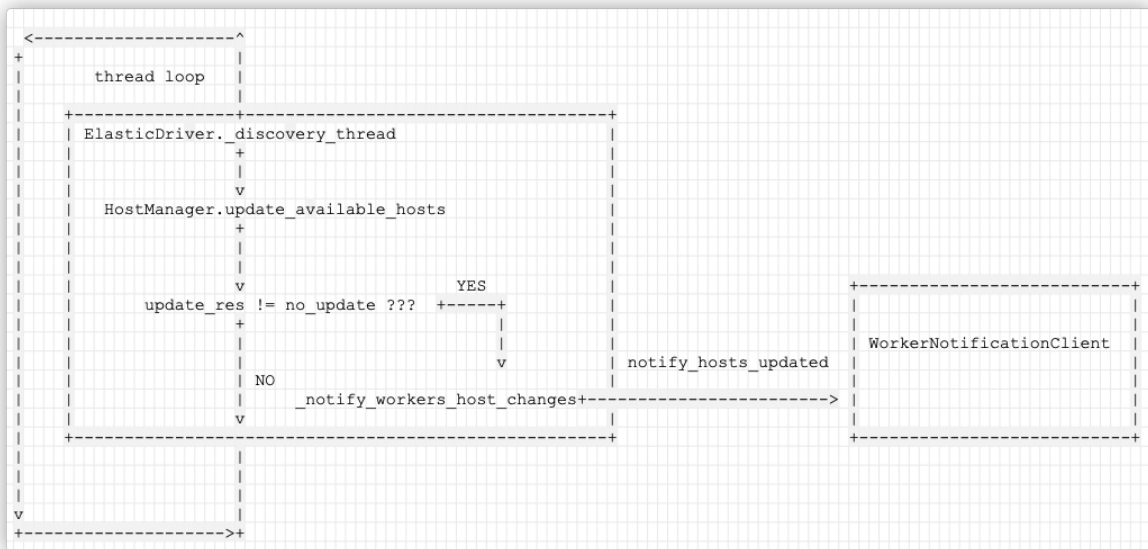 thread loop
ElasticDriver._discovery_thread
HostManager.update_available_hosts
YES
update_res != no_update ???
WorkerNotificationClient
notify_hosts_updated
NO
_notify_workers_host_changes